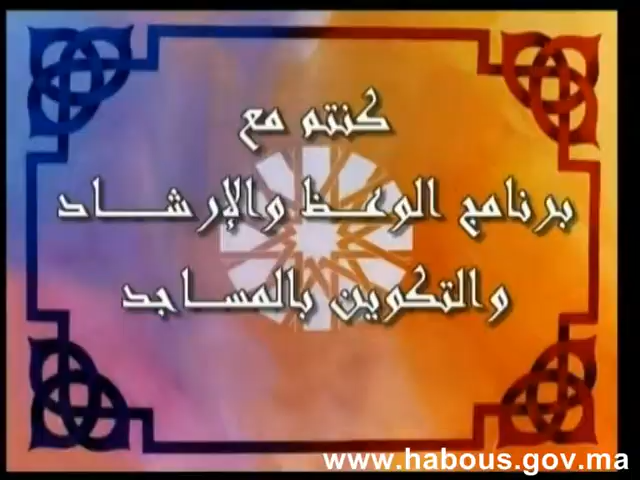 كنتم مع
برنامج الوعظ والإرشاد
والتكوين بالمساجد
www.habous.gov.ma